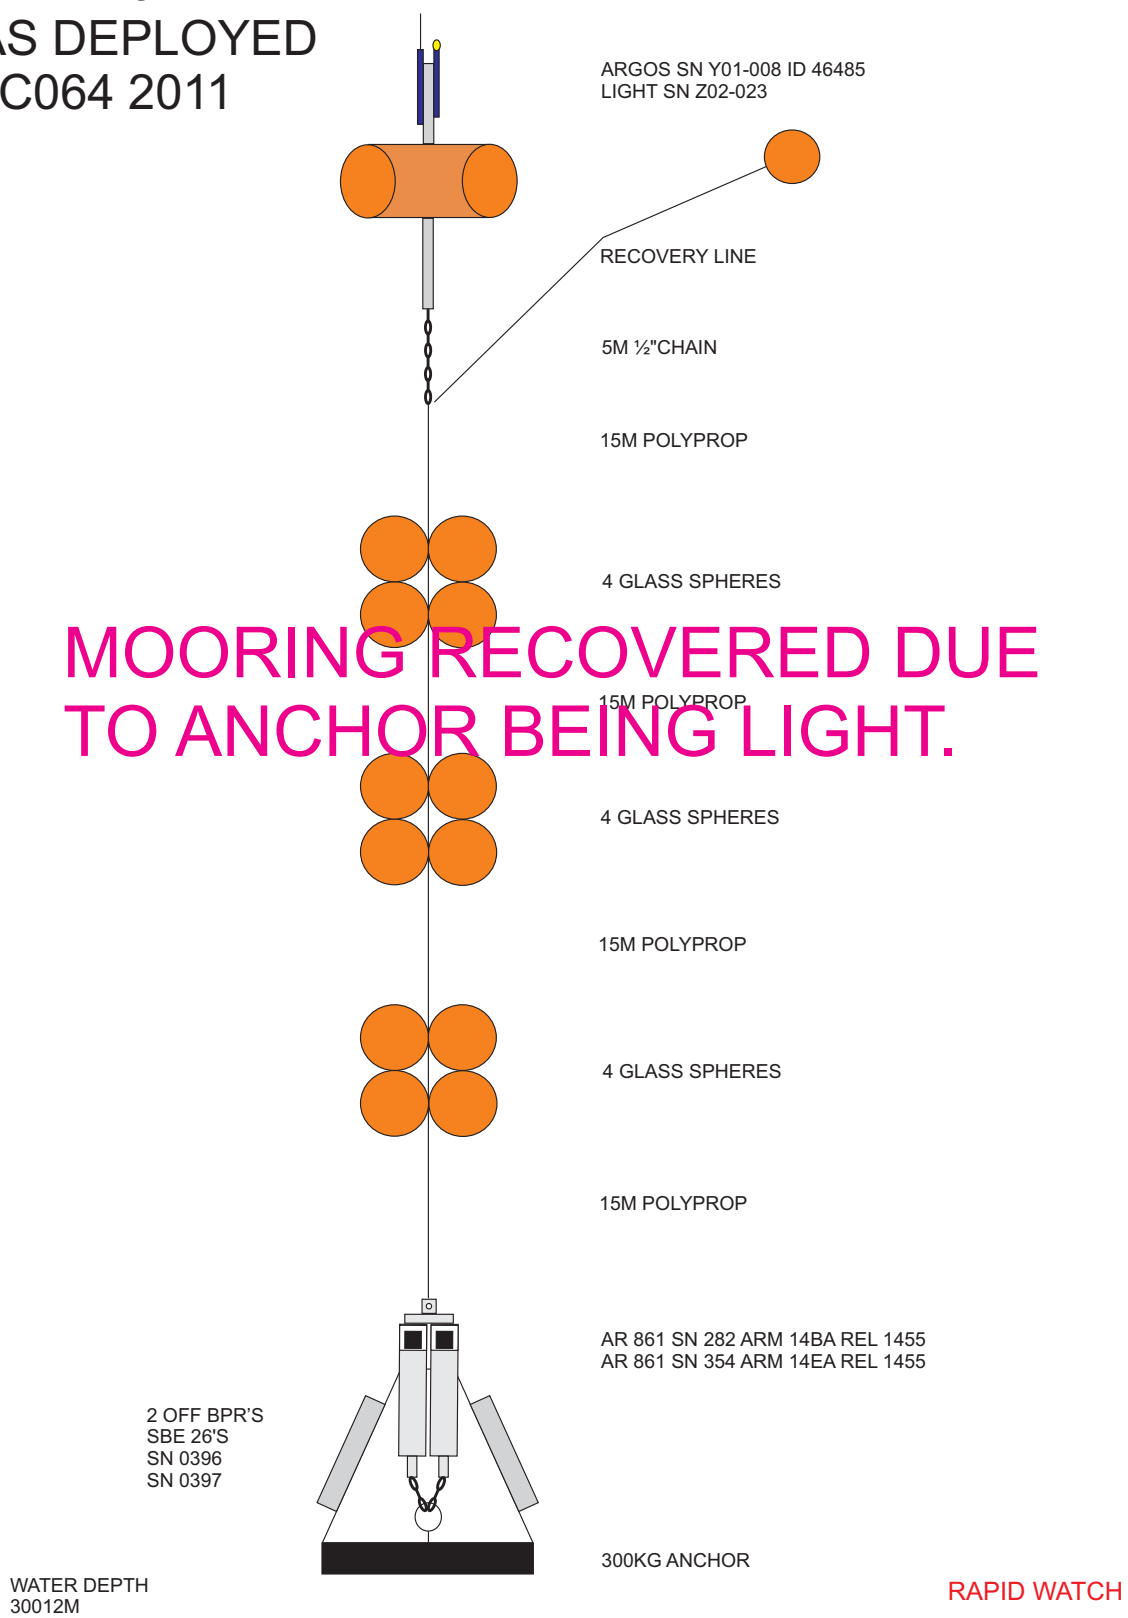 AS DEPLOYED
C064 2011
ARGOS SN Y01-008 ID 46485
LIGHT SN Z02-023
RECOVERY LINE
5M ½"CHAIN
15M POLYPROP
4 GLASS SPHERES
MOORING RECOVERED DUE
TO ANCHOR BEING LIGHT.
15M POLYPROP
4 GLASS SPHERES
15M POLYPROP
4 GLASS SPHERES
15M POLYPROP
AR 861 SN 282 ARM 14BA REL 1455
AR 861 SN 354 ARM 14EA REL 1455
2 OFF BPR'S
SBE 26'S
SN 0396
SN 0397
300KG ANCHOR
WATER DEPTH
30012M
RAPID WATCH